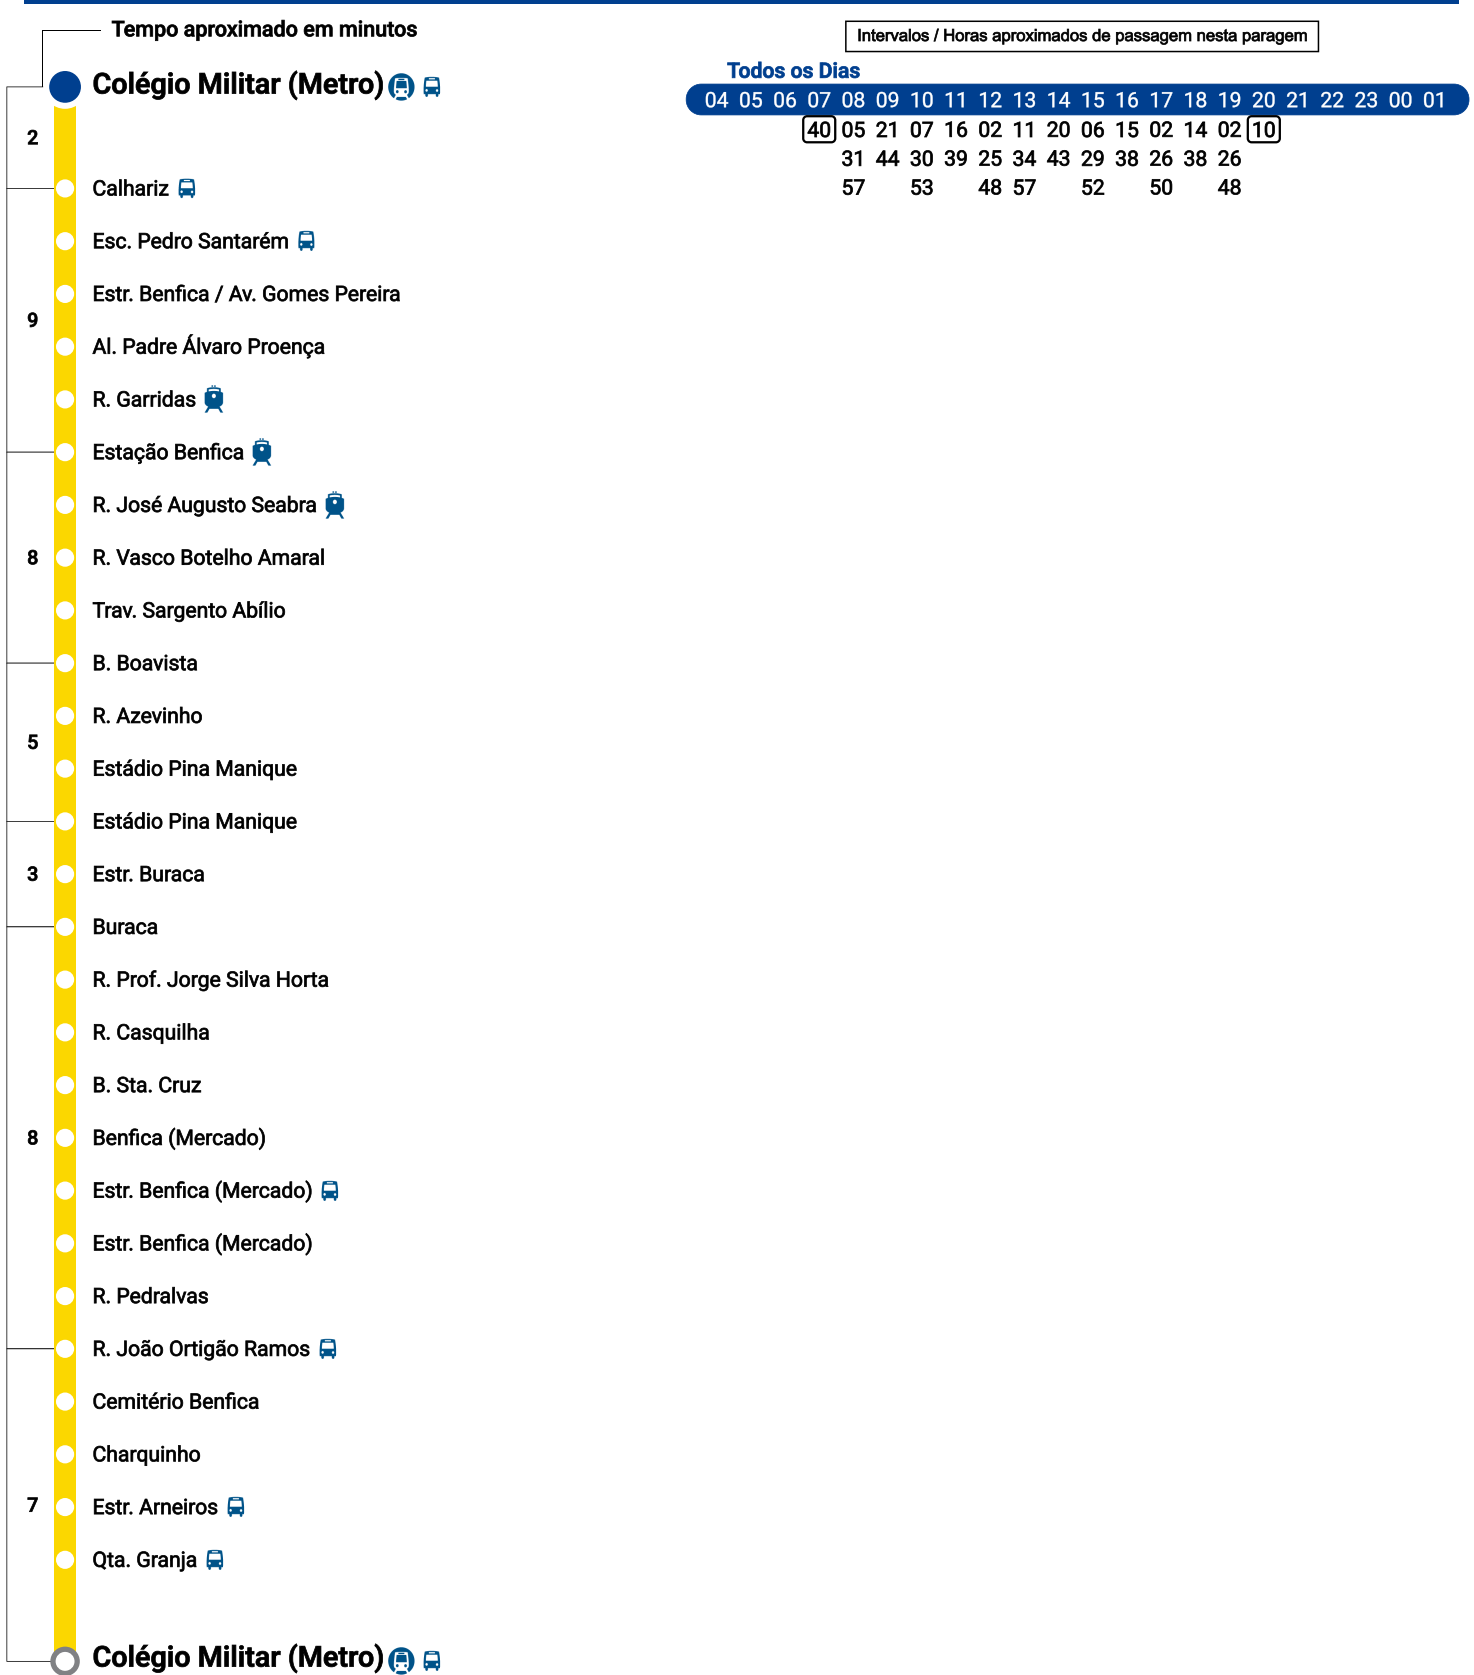 Tempo aproximado em minutos
Colégio Militar (Metro)
2
Calhariz
Esc. Pedro Santarém
Estr. Benfica / Av. Gomes Pereira
9
Al. Padre Álvaro Proença
R. Garridas
Estação Benfica
R. José Augusto Seabra
8 R. Vasco Botelho Amaral
Trav. Sargento Abílio
B. Boavista
R. Azevinho
5
Estádio Pina Manique
Estádio Pina Manique
3 Estr. Buraca
Buraca
R. Prof. Jorge Silva Horta
R. Casquilha
B. Sta. Cruz
8 Benfica (Mercado)
Estr. Benfica (Mercado)
Estr. Benfica (Mercado)
R. Pedralvas
R. João Ortigão Ramos
Cemitério Benfica
Charquinho
7 Estr. Arneiros
Qta. Granja
Colégio Militar (Metro)
Intervalos / Horas aproximados de passagem nesta paragem
Todos os Dias
04 05 06 07 08 09 10 11 12 13 14 15 16 17 18 19 20 21 22 23 00 01
40 05 21 07 16 02 11 20 06 15 02 14 02 10
31 44 30 39 25 34 43 29 38 26 38 26
57 53 48 57 52 50 48